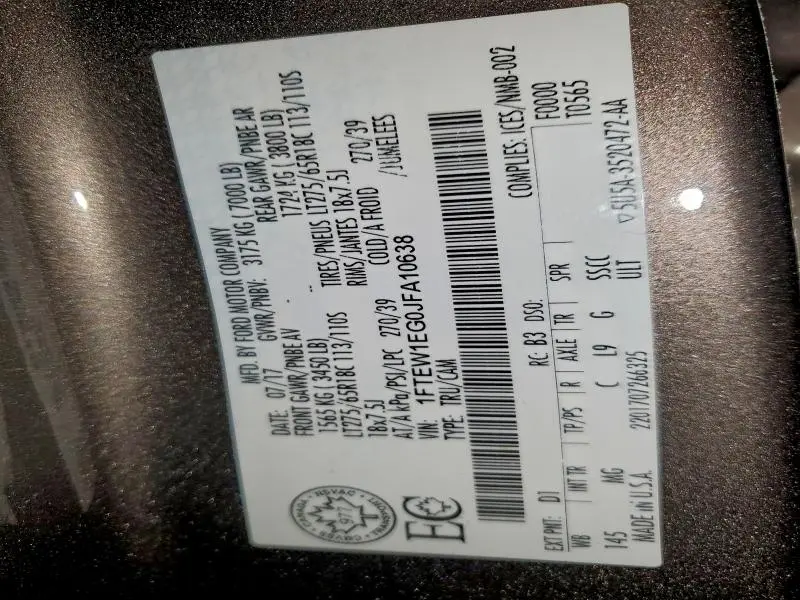 MFD. BY FORD MOTOR COMPANY
DATE: 07/17 GVWR/PNBV: 3175 KG ( 7000 LB)
FRONT GAWR/PNBE AV REAR GAWR/PNBE AR
1565 KG ( 3450 LB) 1724 KG ( 3800 LB)
LT275/65R18C 113/110S TIRES/PNEUS LT275/65R18C 113/110S
18x7.5J RIMS/JANTES 18x7.5J
AT/A kPa/PSI/LPC 270/39 COLD/A FROID 270/39
VIN: 1FTEW1EG0JFA10638 /JUMELEES
TYPE: TRU/CAM
EC
COMPLIES: ICES/NMB-002
EXT PNT: D1 RC: B3 DSO: F0000
WB INT TR TP/PS R AXLE TR SPR T0565
145 MG C L9 G SSCC
ULT
MADE IN U.S.A. 220170726632S ▽5U5A-3520472-AA